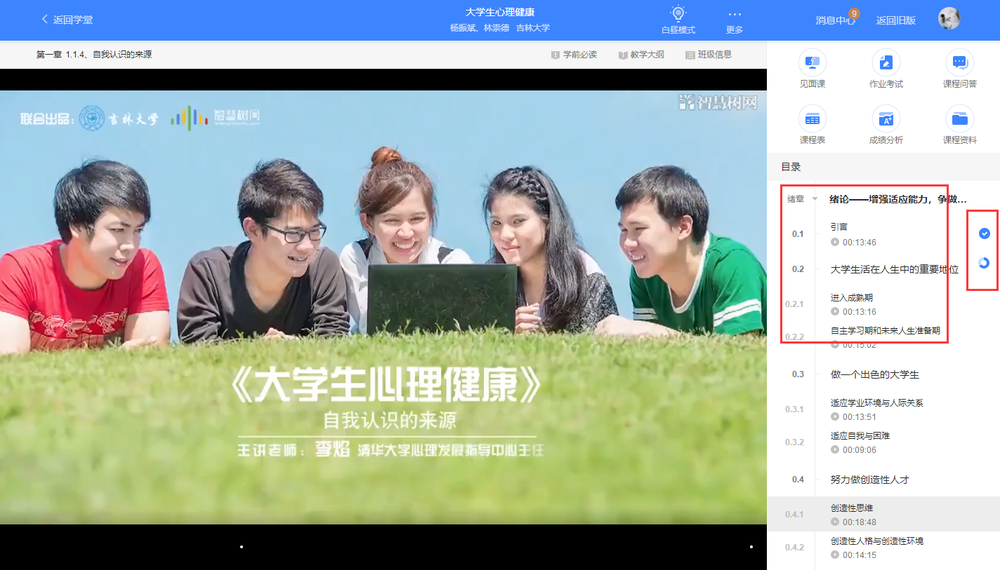 返回学堂
大学生心理健康
杨振斌、林崇德 吉林大学
白昼模式
更多
消息中心
9
返回旧版
第一章 1.1.4、自我认识的来源
学前必读
教学大纲
班级信息
联合出品：
吉林大学
智慧树网
智慧树网
《大学生心理健康》
自我认识的来源
主讲老师： 李焰 清华大学心理发展指导中心主任
见面课
作业考试
课程问答
课程表
成绩分析
课程资料
目录
绪章 绪论——增强适应能力，争做...
0.1 引言
00:13:46
0.2 大学生活在人生中的重要地位
0.2.1 进入成熟期
00:13:16
0.2.2 自主学习期和未来人生准备期
00:15:02
0.3 做一个出色的大学生
0.3.1 适应学业环境与人际关系
00:13:51
0.3.2 适应自我与困难
00:09:06
0.4 努力做创造性人才
0.4.1 创造性思维
00:18:48
0.4.2 创造性人格与创造性环境
00:14:15